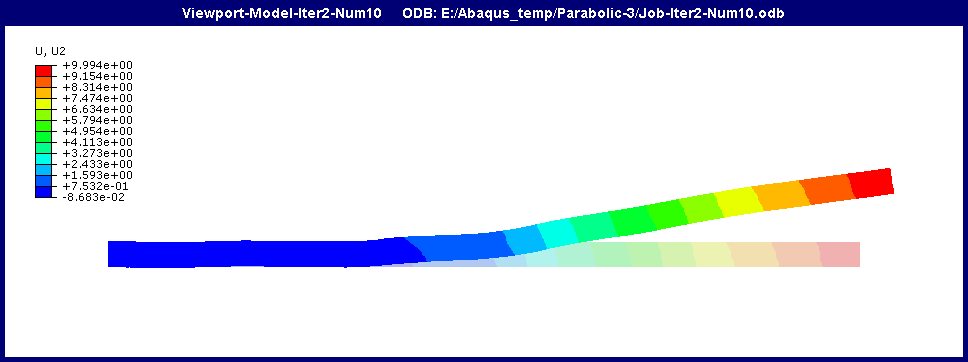 Viewport-Model-Iter2-Num10 ODB: E:/Abaqus_temp/Parabolic-3/Job-Iter2-Num10.odb
U, U2
+9.994e+00
+9.154e+00
+8.314e+00
+7.474e+00
+6.634e+00
+5.794e+00
+4.954e+00
+4.113e+00
+3.273e+00
+2.433e+00
+1.593e+00
+7.532e-01
-8.683e-02